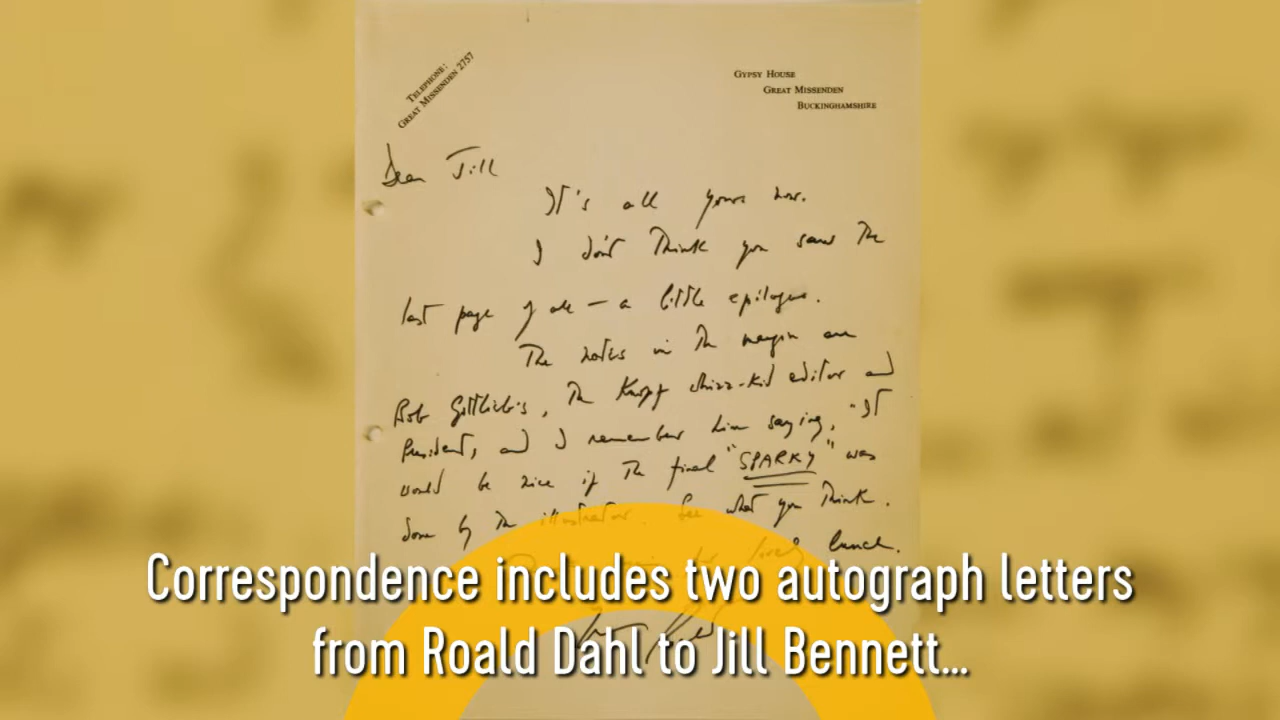 TELEPHONE:
GREAT MISSENDEN 2757
GYPSY HOUSE
GREAT MISSENDEN
BUCKINGHAMSHIRE
Dear Jill
It's all yours now.
I don't think you saw the
last page of all — a little epilogue.
The notes in the margin are
Bob Gottlieb's, the Knopf whizz-kid editor and
President, and I remember him saying, "It
would be nice if the final "SPARKY" was
done by the illustrator. See what you think.
lovely lunch.
Correspondence includes two autograph letters
from Roald Dahl to Jill Bennett...